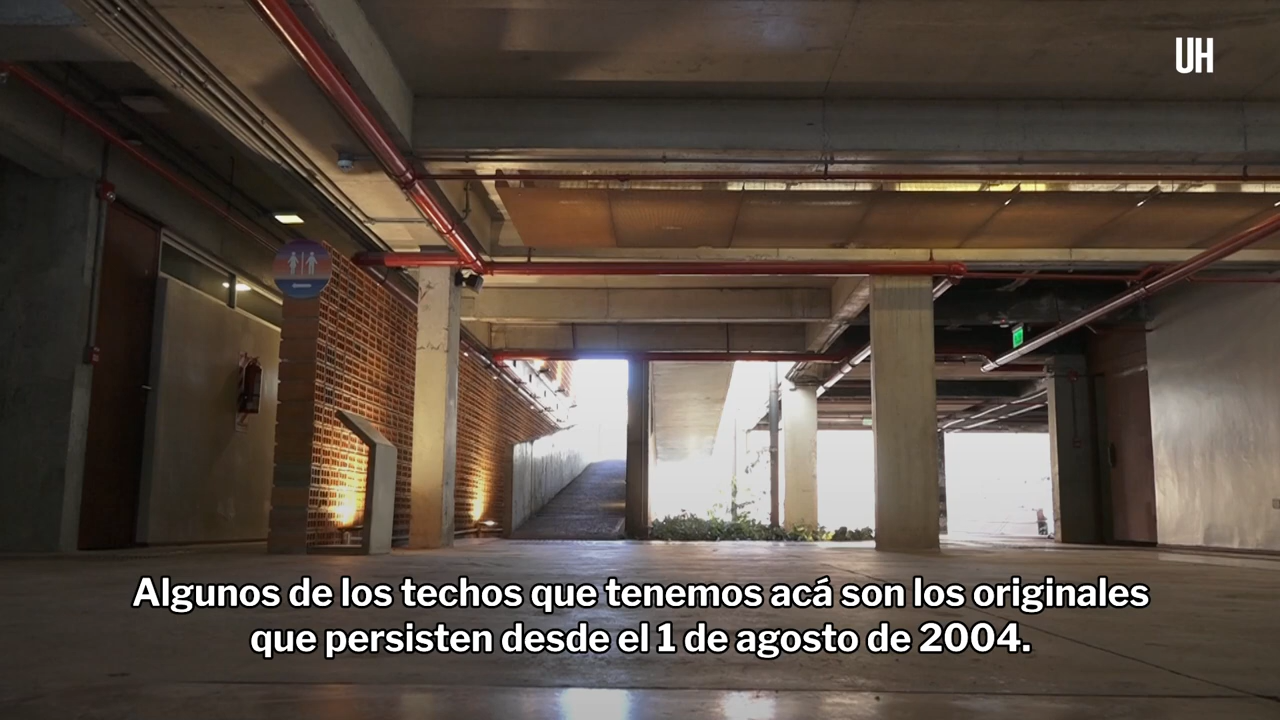 UH
Algunos de los techos que tenemos acá son los originales
que persisten desde el 1 de agosto de 2004.